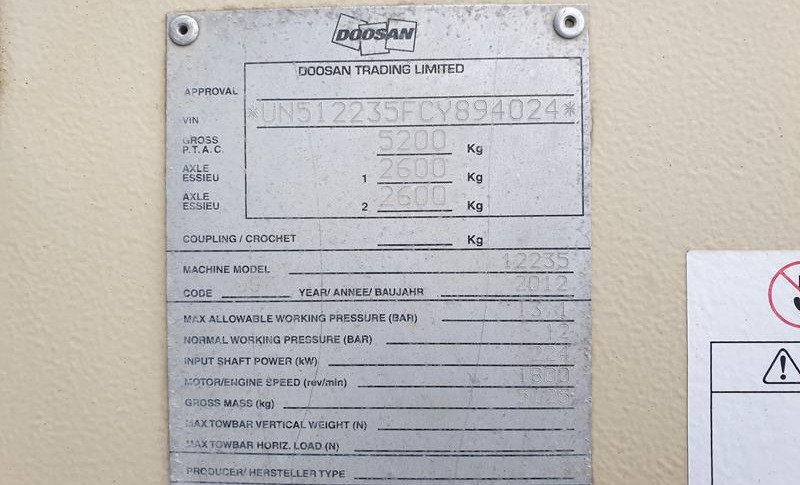 DOOSAN
DOOSAN TRADING LIMITED
APPROVAL
VIN *UN512235FCY894024*
GROSS P.T.A.C. 5200 Kg
AXLE ESSIEU 1 2600 Kg
AXLE ESSIEU 2 2600 Kg
COUPLING / CROCHET Kg
MACHINE MODEL 12235
CODE YEAR/ ANNEE/ BAUJAHR 2012
MAX ALLOWABLE WORKING PRESSURE (BAR) 13.1
NORMAL WORKING PRESSURE (BAR) 12
INPUT SHAFT POWER (kW)
MOTOR/ENGINE SPEED (rev/min) 1800
GROSS MASS (kg)
MAX TOWBAR VERTICAL WEIGHT (N)
MAX TOWBAR HORIZ. LOAD (N)
PRODUCER/ HERSTELLER TYPE